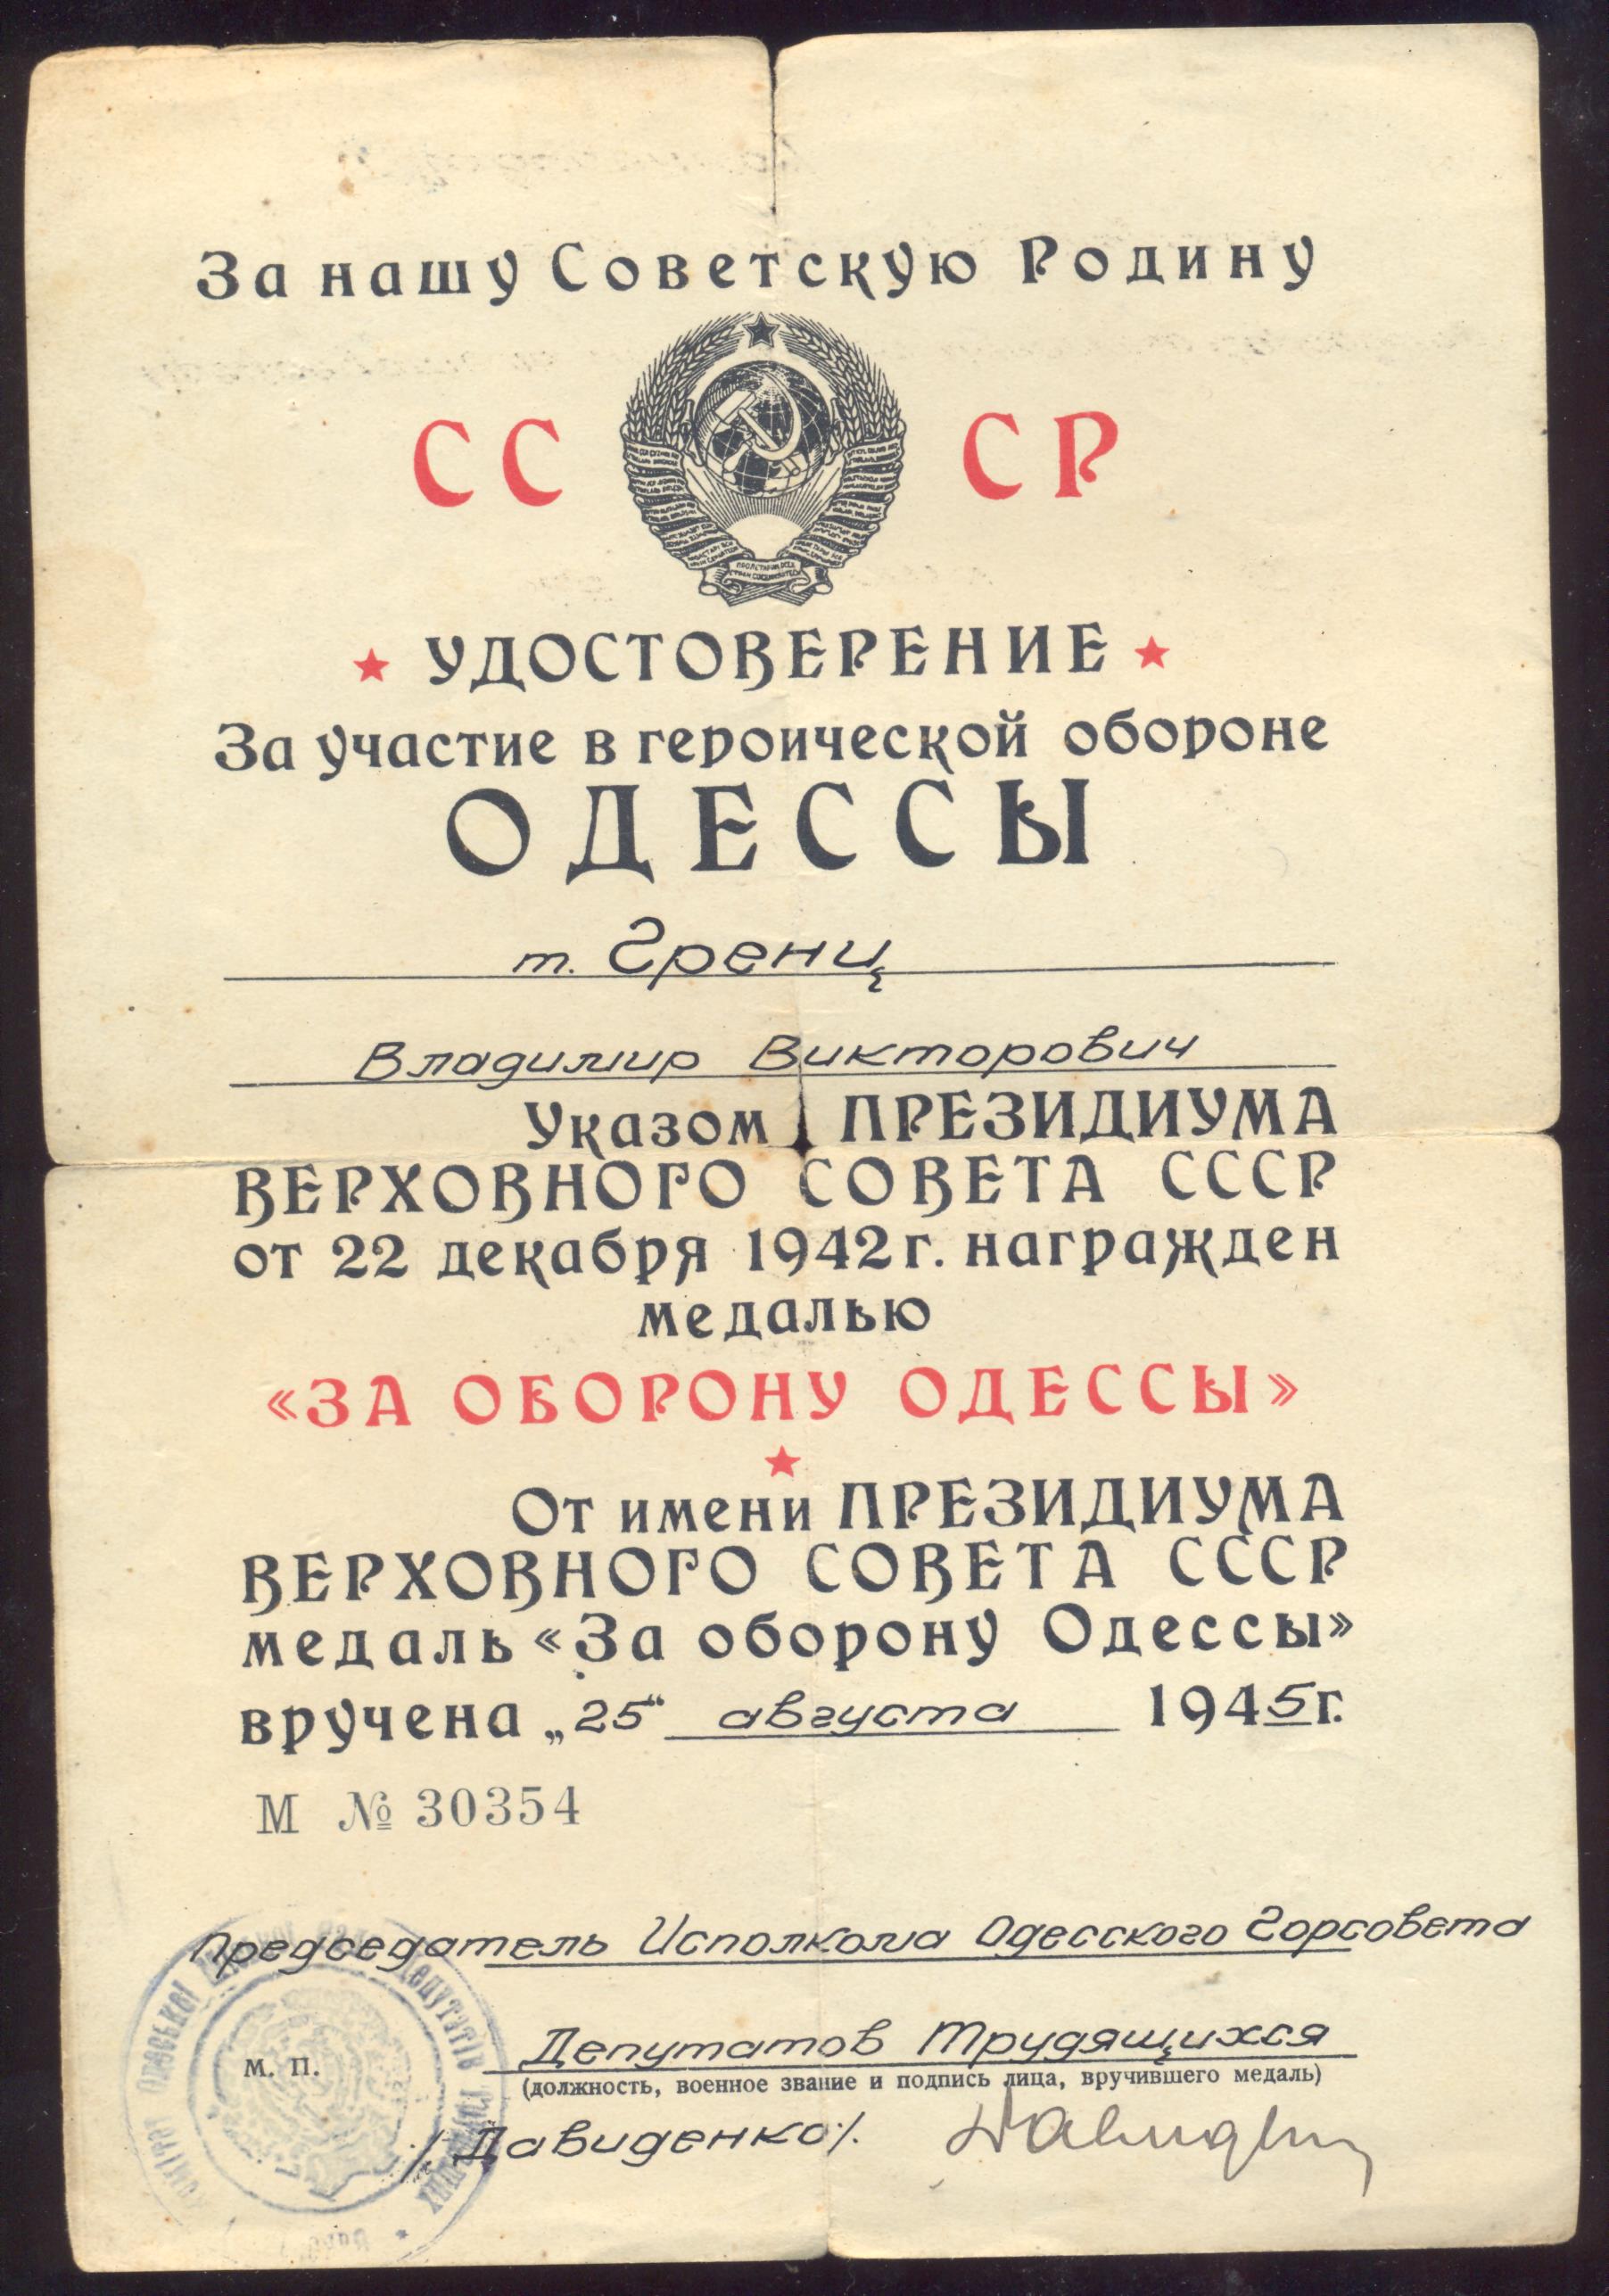 За нашу Советскую Родину
СС СР
УДОСТОВЕРЕНИЕ
За участие в героической обороне
ОДЕССЫ
т. Гренц
Владимир Викторович
Указом ПРЕЗИДИУМА
ВЕРХОВНОГО СОВЕТА СССР
от 22 декабря 1942 г. награжден
медалью
«ЗА ОБОРОНУ ОДЕССЫ»
От имени ПРЕЗИДИУМА
ВЕРХОВНОГО СОВЕТА СССР
медаль «За оборону Одессы»
вручена „25“ августа 1945 г.
М № 30354
Председатель Исполкома Одесского Горсовета
Депутатов Трудящихся
м. п.
(должность, военное звание и подпись лица, вручившего медаль)
/Давиденко/.